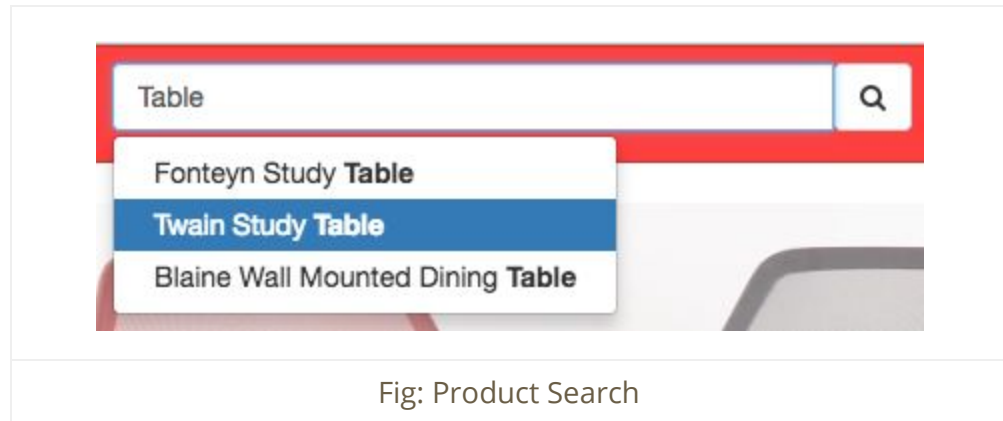 Table
Fonteyn Study Table
Twain Study Table
Blaine Wall Mounted Dining Table
Fig: Product Search